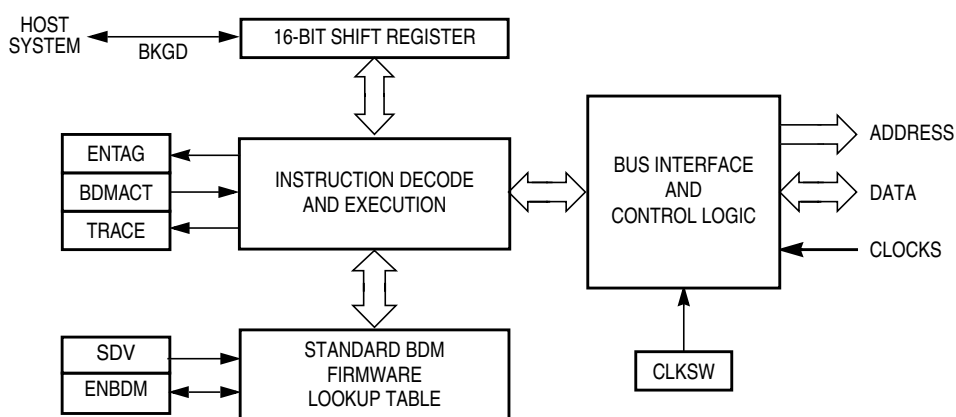 HOST
SYSTEM
BKGD
16-BIT SHIFT REGISTER
ENTAG
BDMACT
TRACE
INSTRUCTION DECODE
AND EXECUTION
BUS INTERFACE
AND
CONTROL LOGIC
ADDRESS
DATA
CLOCKS
SDV
ENBDM
STANDARD BDM
FIRMWARE
LOOKUP TABLE
CLKSW